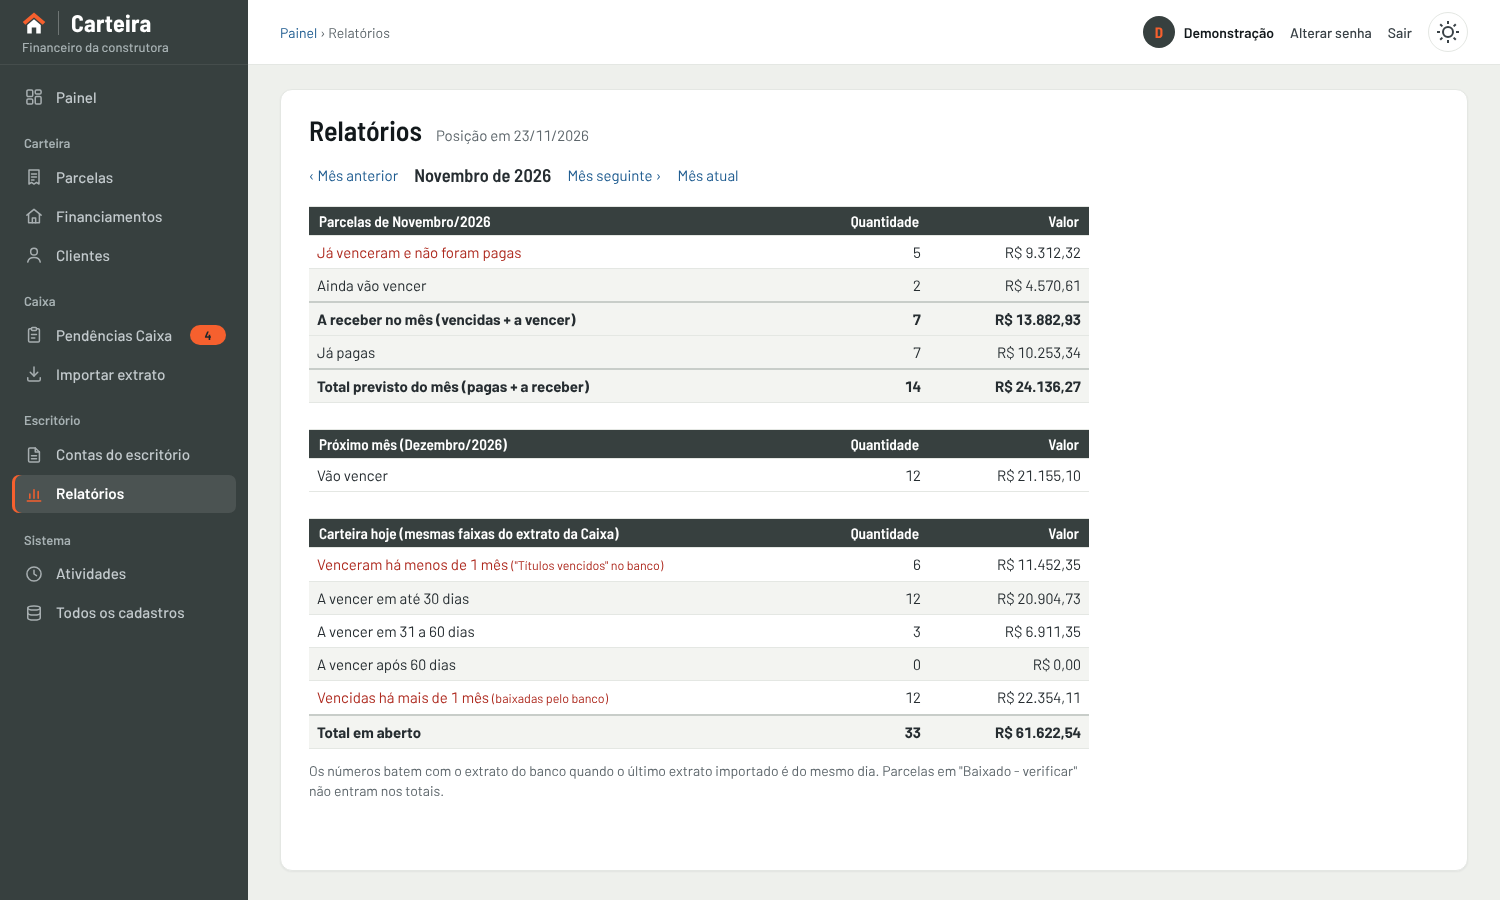 Carteira
Financeiro da construtora
Painel
Carteira
Parcelas
Financiamentos
Clientes
Caixa
Pendências Caixa 4
Importar extrato
Escritório
Contas do escritório
Relatórios
Sistema
Atividades
Todos os cadastros
Painel › Relatórios
D Demonstração Alterar senha Sair
Relatórios Posição em 23/11/2026
‹ Mês anterior Novembro de 2026 Mês seguinte › Mês atual
Parcelas de Novembro/2026 Quantidade Valor
Já venceram e não foram pagas 5 R$ 9.312,32
Ainda vão vencer 2 R$ 4.570,61
A receber no mês (vencidas + a vencer) 7 R$ 13.882,93
Já pagas 7 R$ 10.253,34
Total previsto do mês (pagas + a receber) 14 R$ 24.136,27
Próximo mês (Dezembro/2026) Quantidade Valor
Vão vencer 12 R$ 21.155,10
Carteira hoje (mesmas faixas do extrato da Caixa) Quantidade Valor
Venceram há menos de 1 mês ("Títulos vencidos" no banco) 6 R$ 11.452,35
A vencer em até 30 dias 12 R$ 20.904,73
A vencer em 31 a 60 dias 3 R$ 6.911,35
A vencer após 60 dias 0 R$ 0,00
Vencidas há mais de 1 mês (baixadas pelo banco) 12 R$ 22.354,11
Total em aberto 33 R$ 61.622,54
Os números batem com o extrato do banco quando o último extrato importado é do mesmo dia. Parcelas em "Baixado - verificar"
não entram nos totais.